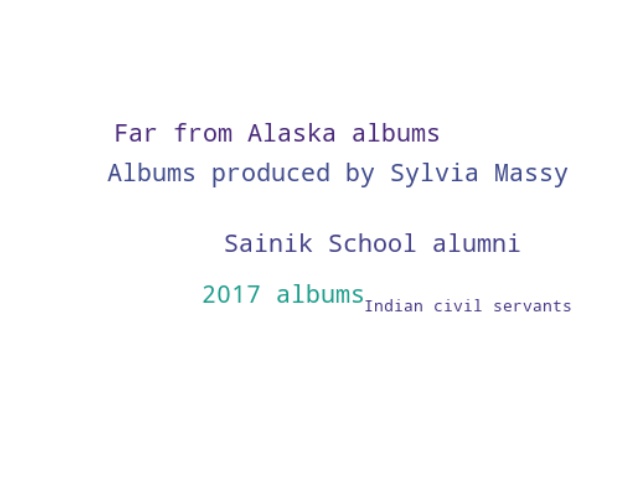 Far from Alaska albums
Albums produced by Sylvia Massy
Sainik School alumni
2017 albums
Indian civil servants